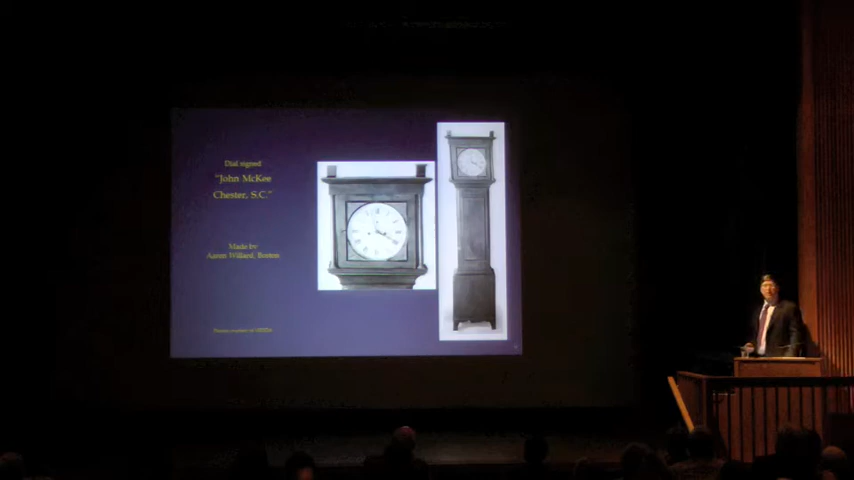 Dial signed
"John McKee
Chester, S.C."
Made by
Aaron Willard, Boston